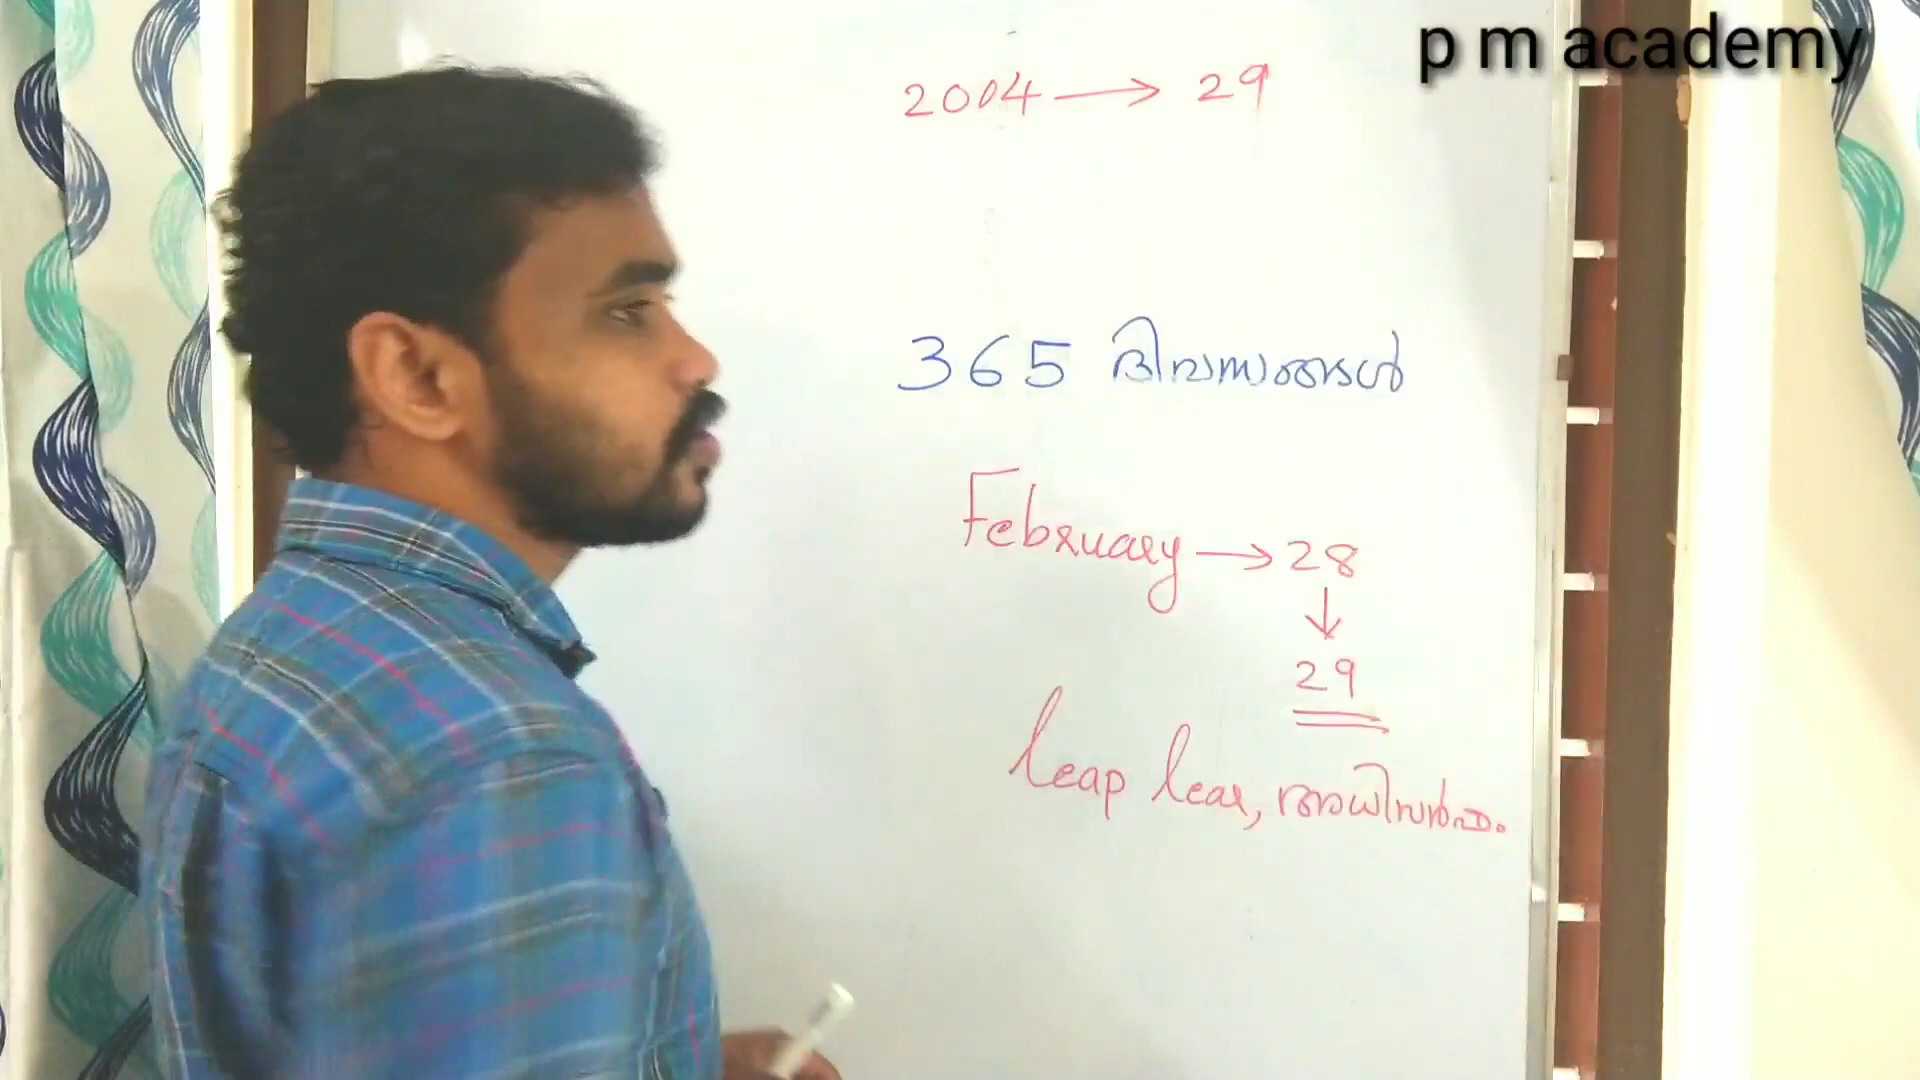 p m academy
2004 → 29
365 ദിവസങ്ങൾ
February → 28
↓
29
leap lear, അധിവർഷം